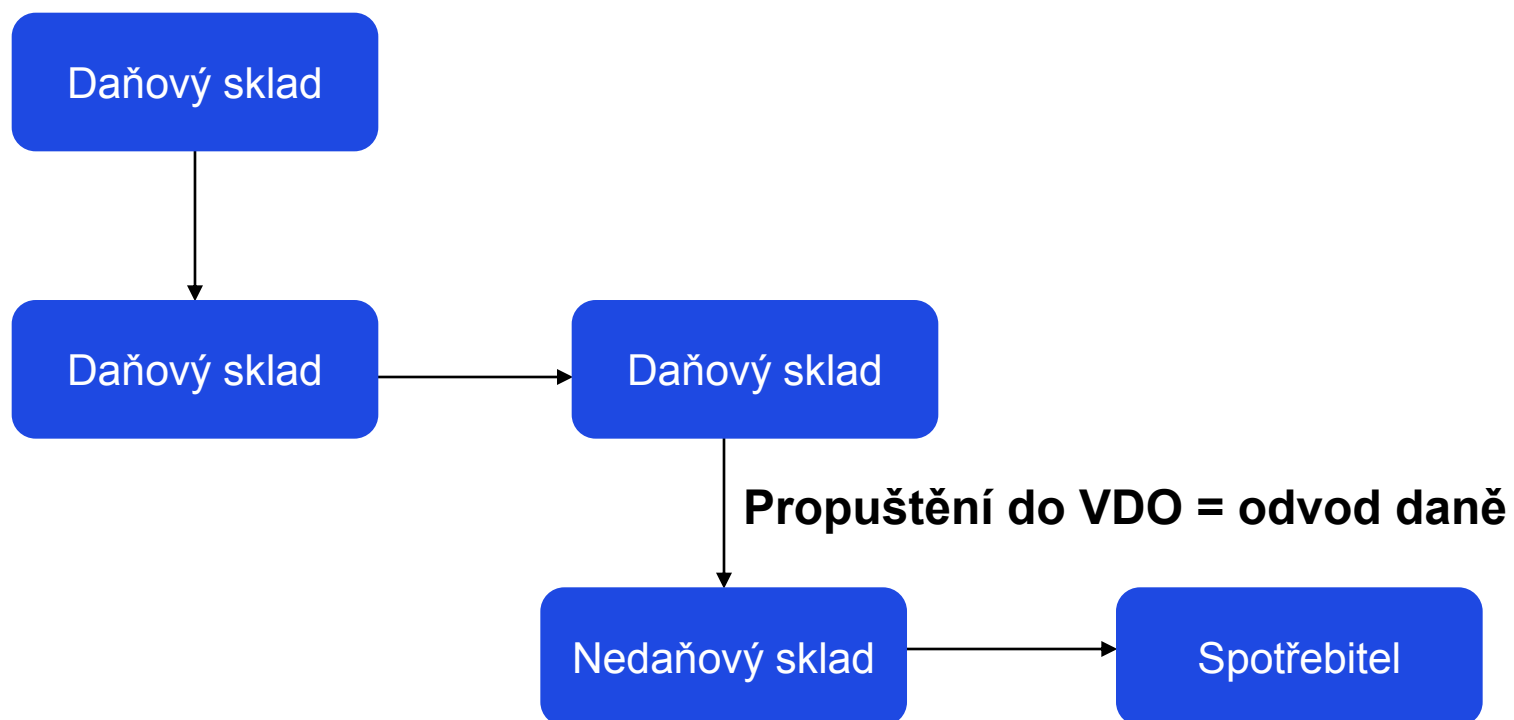 Daňový sklad
Daňový sklad
Daňový sklad
Propuštění do VDO = odvod daně
Nedaňový sklad
Spotřebitel